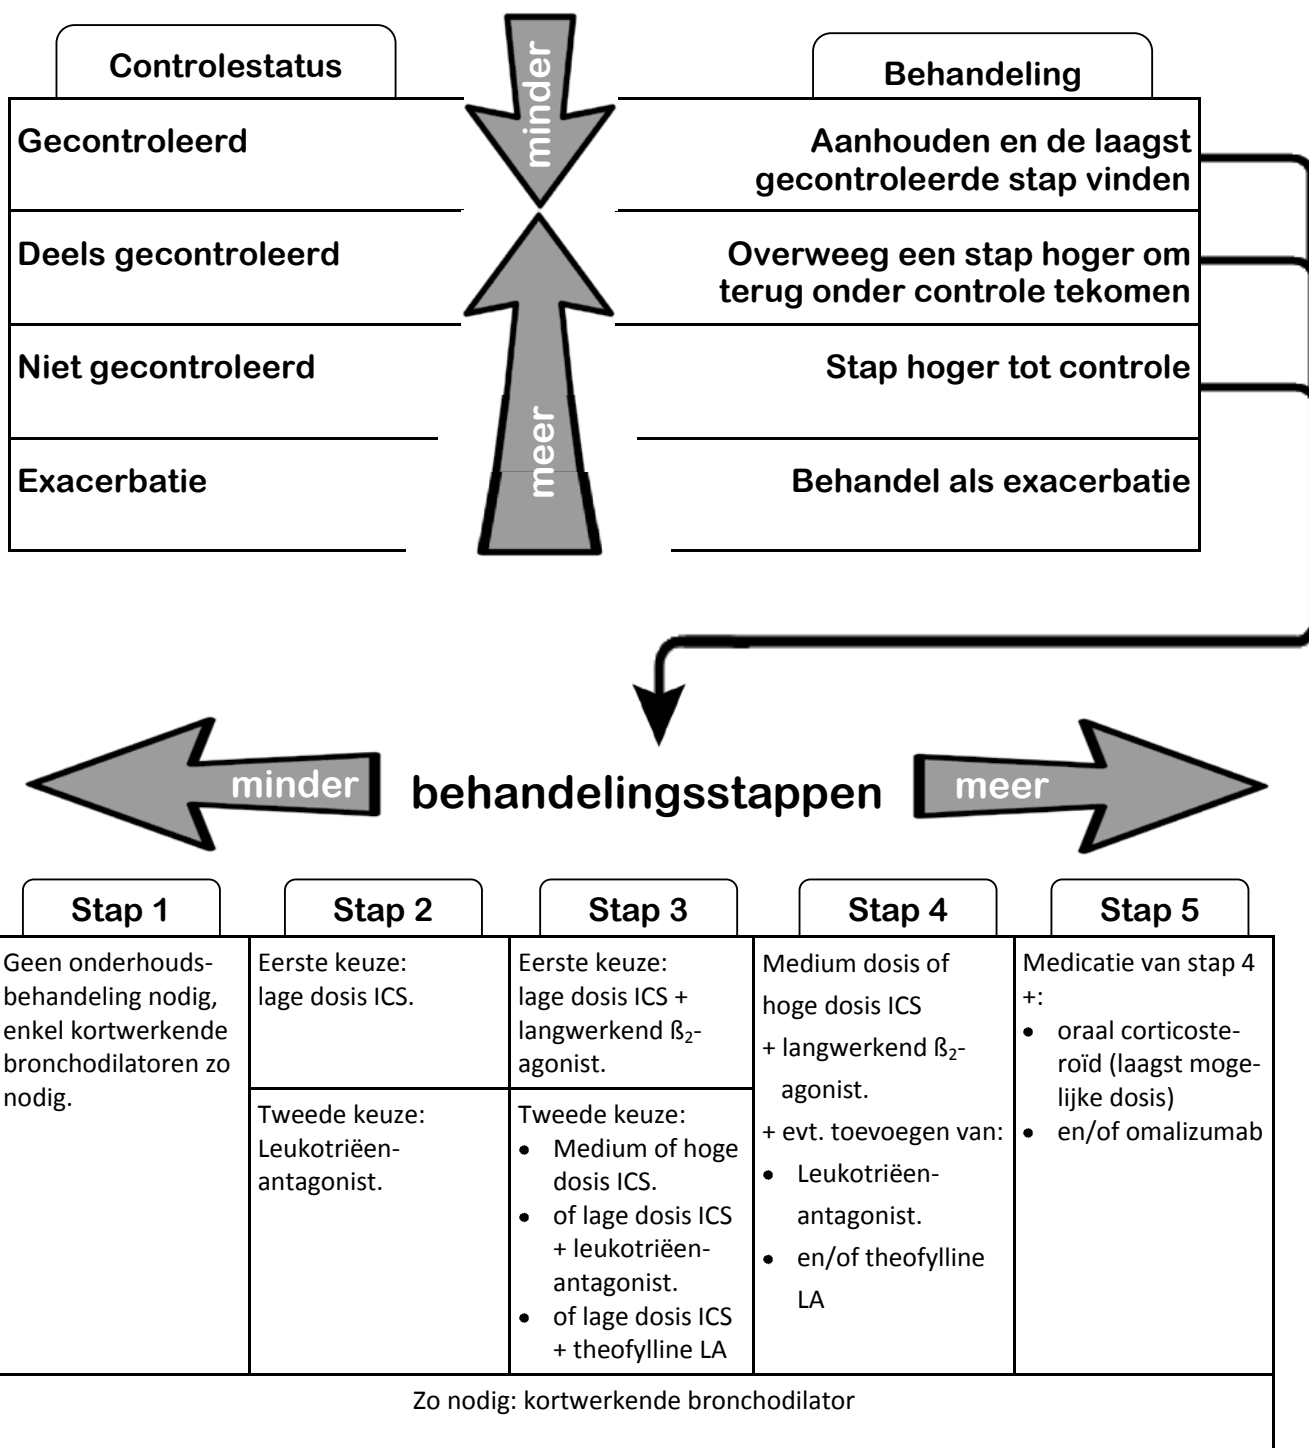 Controlestatus
minder
Behandeling
Gecontroleerd
Aanhouden en de laagst
gecontroleerde stap vinden
Deels gecontroleerd
Overweeg een stap hoger om
terug onder controle tekomen
Niet gecontroleerd
meer
Stap hoger tot controle
Exacerbatie
Behandel als exacerbatie
minder
behandelingsstappen
meer
Stap 1
Geen onderhouds-
behandeling nodig,
enkel kortwerkende
bronchodilatoren zo
nodig.
Stap 2
Eerste keuze:
lage dosis ICS.
Tweede keuze:
Leukotriëen-
antagonist.
Stap 3
Eerste keuze:
lage dosis ICS +
langwerkend ß₂-
agonist.
Tweede keuze:
• Medium of hoge
dosis ICS.
• of lage dosis ICS
+ leukotriëen-
antagonist.
• of lage dosis ICS
+ theofylline LA
Stap 4
Medium dosis of
hoge dosis ICS
+ langwerkend ß₂-
agonist.
+ evt. toevoegen van:
• Leukotriëen-
antagonist.
• en/of theofylline
LA
Stap 5
Medicatie van stap 4
+:
• oraal corticoste-
roïd (laagst moge-
lijke dosis)
• en/of omalizumab
Zo nodig: kortwerkende bronchodilator